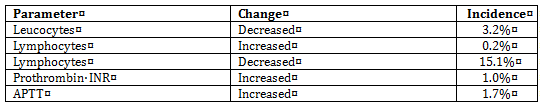 Parameter¤ Change¤ Incidence¤
Leucocytes¤ Decreased¤ 3.2%¤
Lymphocytes¤ Increased¤ 0.2%¤
Lymphocytes¤ Decreased¤ 15.1%¤
Prothrombin·INR¤ Increased¤ 1.0%¤
APTT¤ Increased¤ 1.7%¤